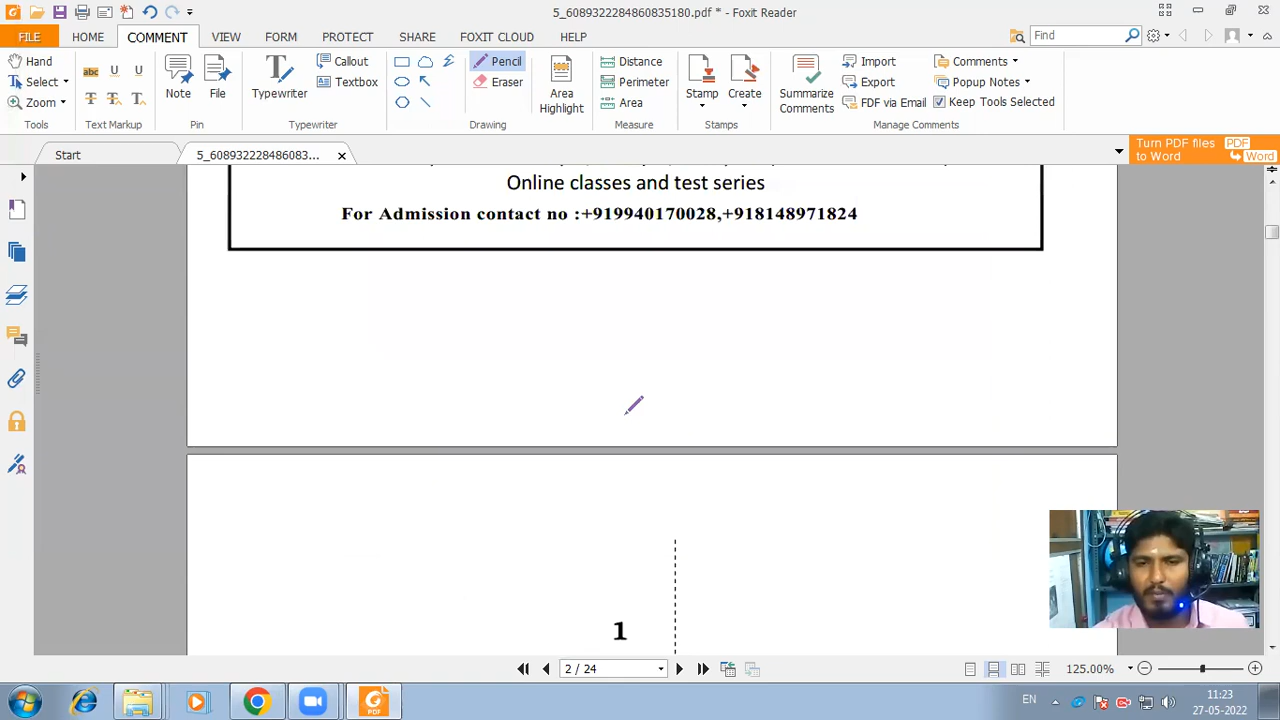 5_6089322284860835180.pdf * - Foxit Reader
FILE HOME COMMENT VIEW FORM PROTECT SHARE FOXIT CLOUD HELP
Find
Hand
Select
Zoom
Tools
abc U U
T T T
Text Markup
Note
File
Pin
Typewriter
Callout
Textbox
Typewriter
Pencil
Eraser
Drawing
Area
Highlight
Distance
Perimeter
Area
Measure
Stamp
Create
Stamps
Summarize
Comments
Import
Export
FDF via Email
Comments
Popup Notes
Keep Tools Selected
Manage Comments
Start
5_608932228486083...
Turn PDF files
to Word
PDF
Word
Online classes and test series
For Admission contact no :+919940170028,+918148971824
1
2 / 24
125.00%
EN
11:23
27-05-2022
PDF